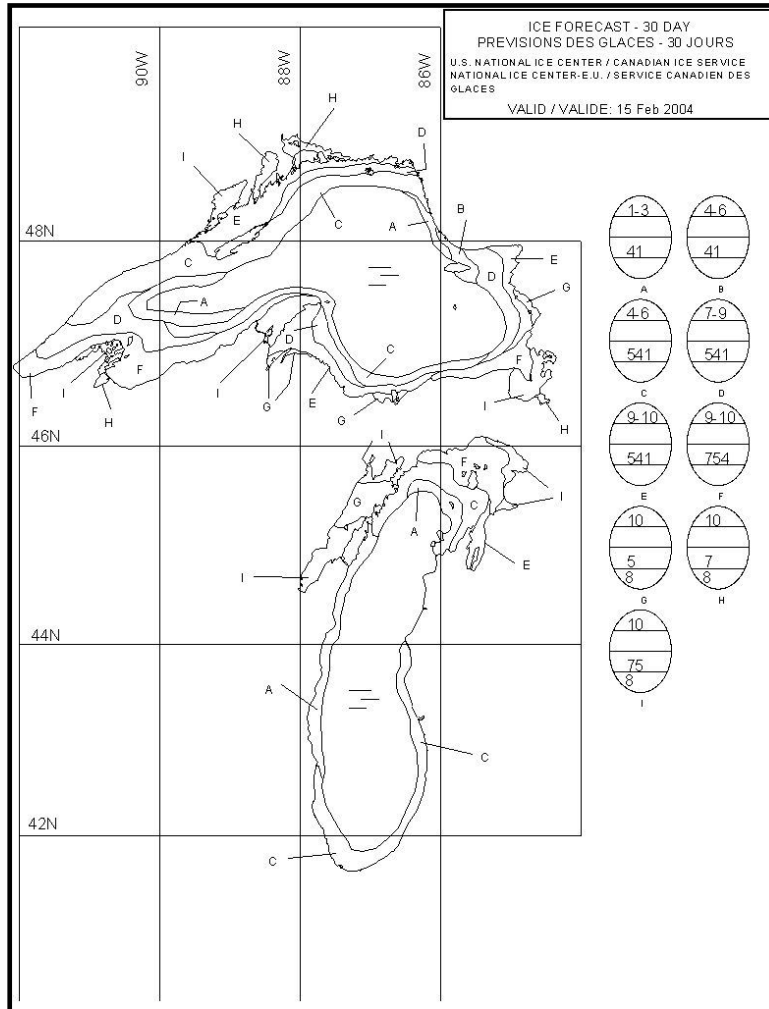 ICE FORECAST - 30 DAY
PREVISIONS DES GLACES - 30 JOURS
U.S. NATIONAL ICE CENTER / CANADIAN ICE SERVICE
NATIONAL ICE CENTER-E.U. / SERVICE CANADIEN DES
GLACES
VALID / VALIDE: 15 Feb 2004
90W
88W
86W
H
H
D
I
C
A
B
E
48N
C
E
D
G
A
D
D
C
I
F
F
I
H
I
G
E
G
F
I
H
46N
I
F
G
C
I
A
E
I
44N
A
C
42N
C
1-3
41
A
4-6
41
B
4-6
541
C
7-9
541
D
9-10
541
E
9-10
754
F
10
5
8
G
10
7
8
H
10
75
8
I